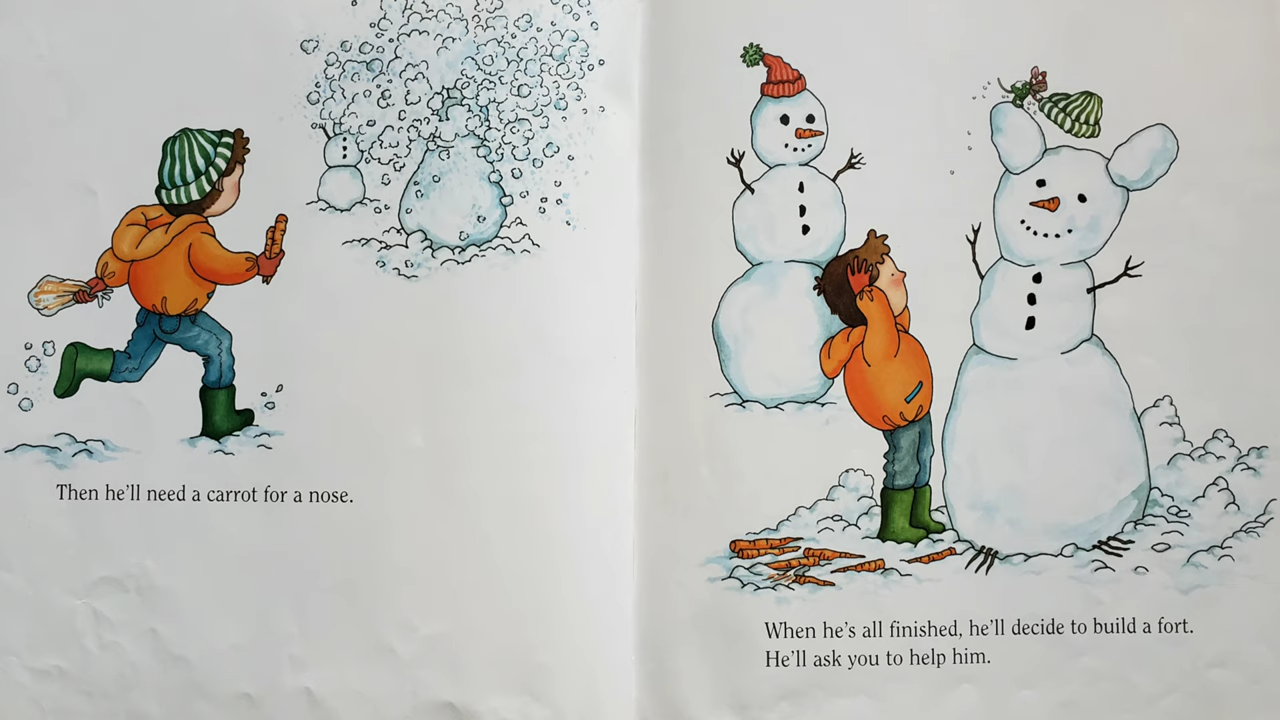 Then he'll need a carrot for a nose.
When he's all finished, he'll decide to build a fort.
He'll ask you to help him.